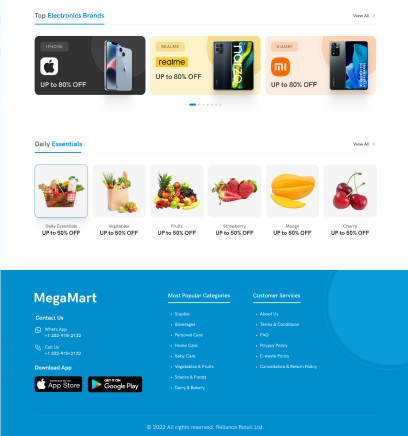 Top Electronics Brands
View All
IPHONE
UP to 80% OFF
REALME
realme
UP to 80% OFF
narzo
XIAOMI
UP to 80% OFF
Daily Essentials
View All
Daily Essentials
UP to 50% OFF
Vegitables
UP to 50% OFF
Fruits
UP to 50% OFF
Strowberry
UP to 50% OFF
Mango
UP to 50% OFF
Cherry
UP to 50% OFF
MegaMart
Contact Us
Whats App
+1 202-918-2132
Call Us
+1 202-918-2132
Download App
App Store
GET IT ON
Google Play
Most Popular Categories
Staples
Beverages
Personal Care
Home Care
Baby Care
Vegetables & Fruits
Snacks & Foods
Dairy & Bakery
Customer Services
About Us
Terms & Conditions
FAQ
Privacy Policy
E-waste Policy
Cancellation & Return Policy
© 2022 All rights reserved. Reliance Retail Ltd.